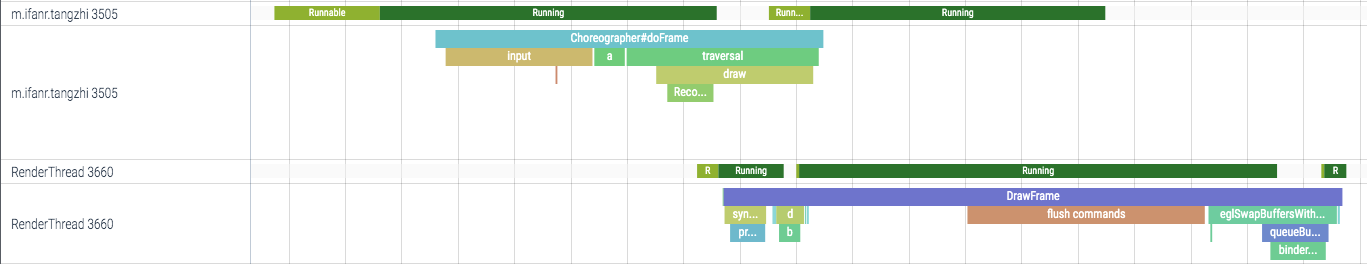 m.ifanr.tangzhi 3505
Runnable
Running
Runn...
Running
Choreographer#doFrame
input
a
traversal
m.ifanr.tangzhi 3505
draw
Reco...
RenderThread 3660
R
Running
Running
R
DrawFrame
syn...
d
flush commands
eglSwapBuffersWith...
RenderThread 3660
pr...
b
queueBu...
binder...